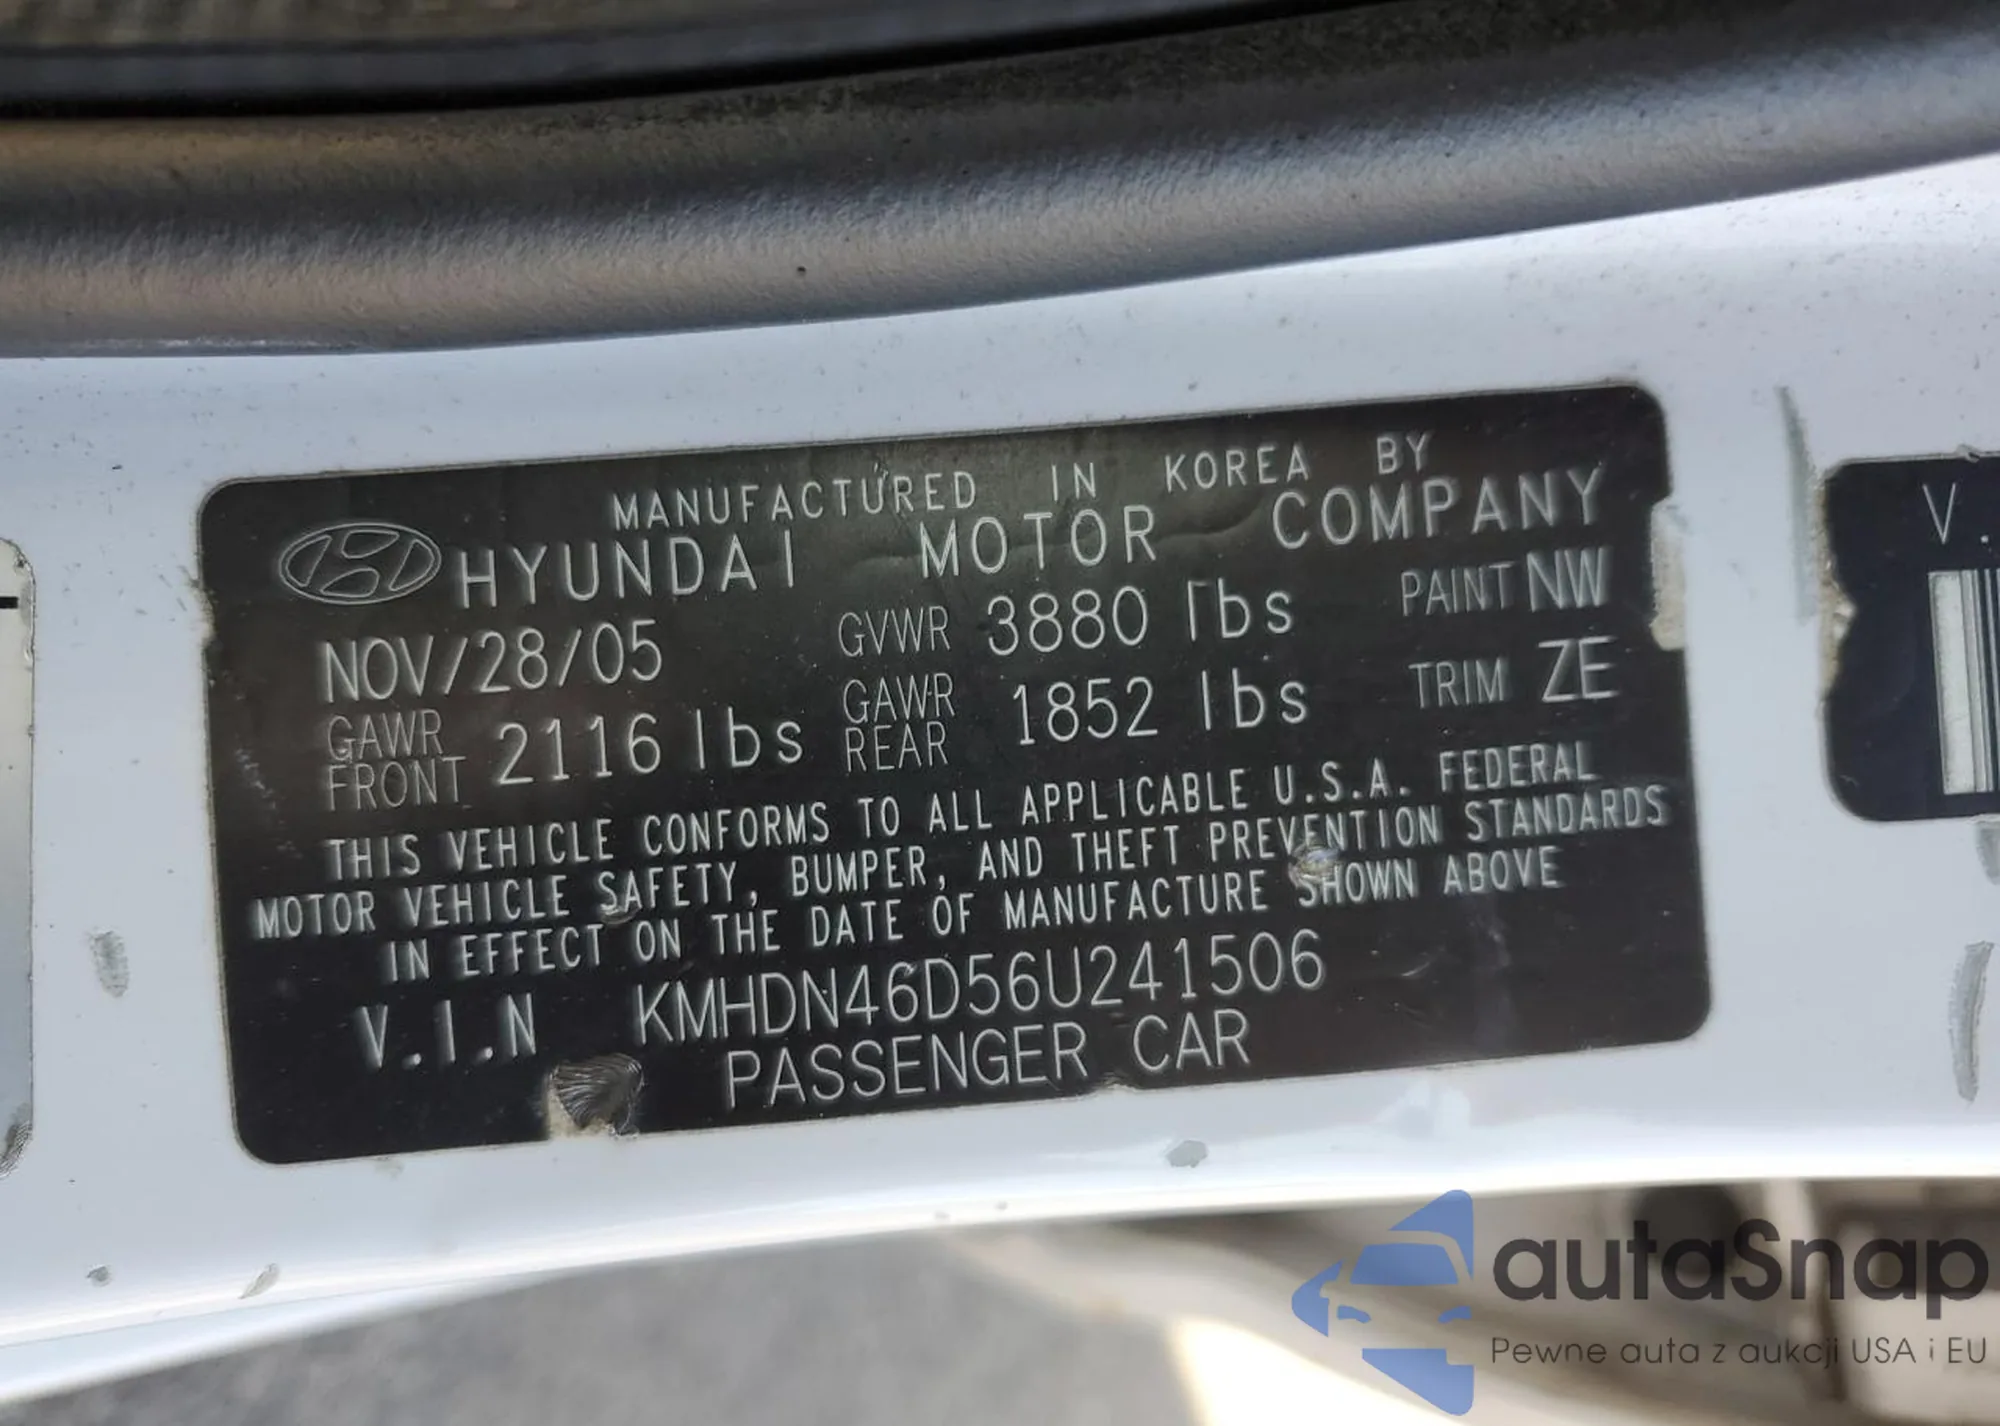 MANUFACTURED IN KOREA BY
HYUNDAI MOTOR COMPANY
NOV/28/05 GVWR 3880 lbs PAINT NW
GAWR FRONT 2116 lbs GAWR REAR 1852 lbs TRIM ZE
THIS VEHICLE CONFORMS TO ALL APPLICABLE U.S.A. FEDERAL
MOTOR VEHICLE SAFETY, BUMPER, AND THEFT PREVENTION STANDARDS
IN EFFECT ON THE DATE OF MANUFACTURE SHOWN ABOVE
V.I.N KMHDN46D56U241506
PASSENGER CAR
V.
autaSnap
Pewne auta z aukcji USA i EU